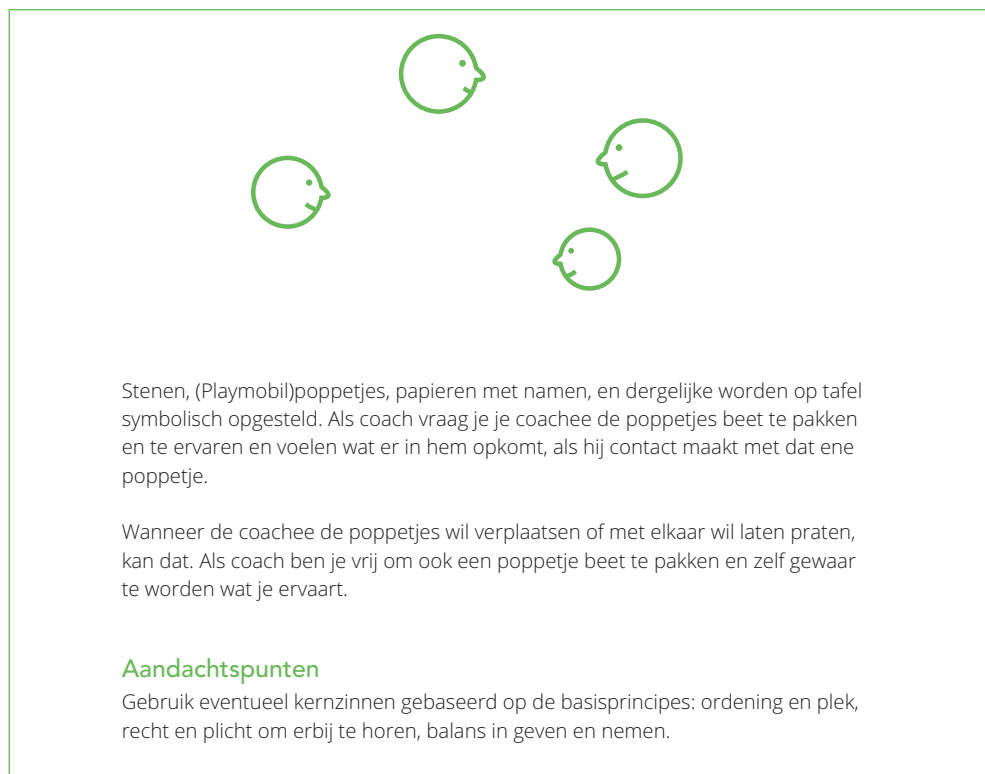 Stenen, (Playmobil)poppetjes, papieren met namen, en dergelijke worden op tafel
symbolisch opgesteld. Als coach vraag je je coachee de poppetjes beet te pakken
en te ervaren en voelen wat er in hem opkomt, als hij contact maakt met dat ene
poppetje.
Wanneer de coachee de poppetjes wil verplaatsen of met elkaar wil laten praten,
kan dat. Als coach ben je vrij om ook een poppetje beet te pakken en zelf gewaar
te worden wat je ervaart.
Aandachtspunten
Gebruik eventueel kernzinnen gebaseerd op de basisprincipes: ordening en plek,
recht en plicht om erbij te horen, balans in geven en nemen.